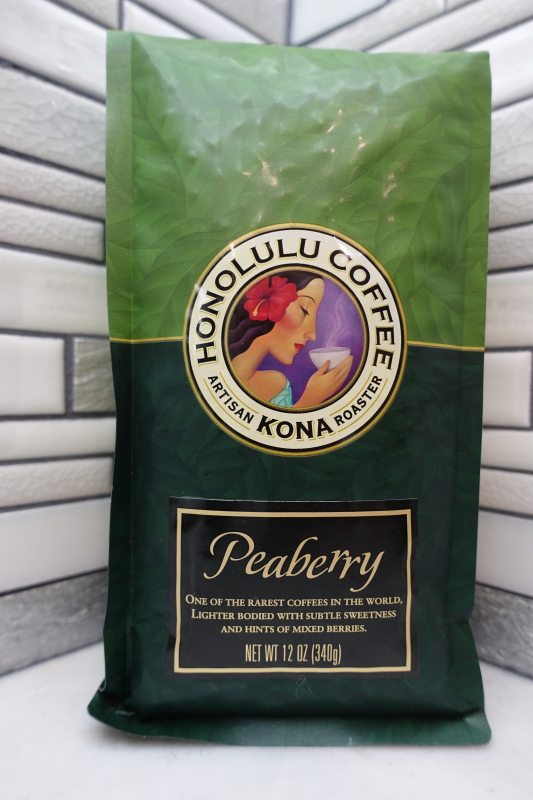 HONOLULU COFFEE
ARTISAN KONA ROASTER
Peaberry
ONE OF THE RAREST COFFEES IN THE WORLD,
LIGHTER BODIED WITH SUBTLE SWEETNESS
AND HINTS OF MIXED BERRIES.
NET WT 12 OZ (340g)